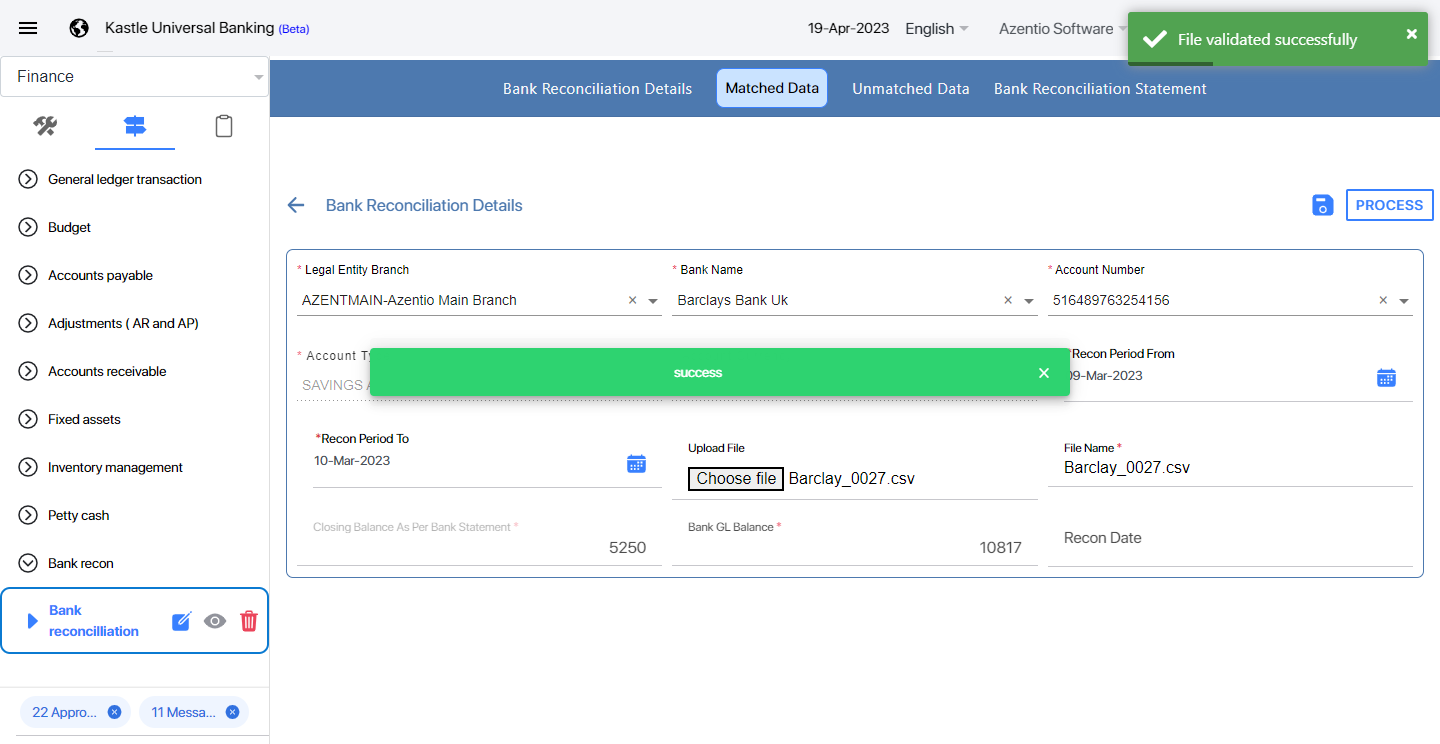 Kastle Universal Banking (Beta)
19-Apr-2023
English
Azentio Software
File validated successfully
Finance
Bank Reconciliation Details
Matched Data
Unmatched Data
Bank Reconciliation Statement
General ledger transaction
Budget
Accounts payable
Adjustments ( AR and AP)
Accounts receivable
Fixed assets
Inventory management
Petty cash
Bank recon
Bank
reconcilliation
22 Appro...
11 Messa...
Bank Reconciliation Details
PROCESS
* Legal Entity Branch
AZENTMAIN-Azentio Main Branch
* Bank Name
Barclays Bank Uk
* Account Number
516489763254156
* Account Ty
SAVINGS A
success
*Recon Period From
09-Mar-2023
*Recon Period To
10-Mar-2023
Upload File
Choose file Barclay_0027.csv
File Name *
Barclay_0027.csv
Closing Balance As Per Bank Statement *
5250
Bank GL Balance *
10817
Recon Date